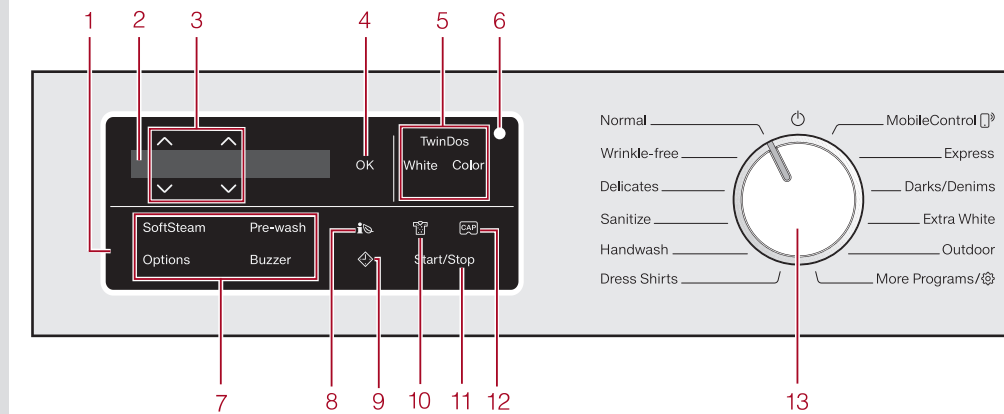 1 2 3 4 5 6
TwinDos
OK White Color
SoftSteam Pre-wash
Options Buzzer
CAP
Start/Stop
Normal
Wrinkle-free
Delicates
Sanitize
Handwash
Dress Shirts
MobileControl
Express
Darks/Denims
Extra White
Outdoor
More Programs/
7 8 9 10 11 12 13